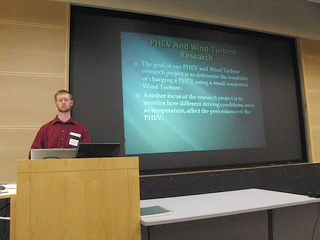 PHEV And Wind Turbine
Research
The goal of our PHEV and Wind Turbine
research project is to determine the feasibility
of charging a PHEV using a small residential
Wind Turbine.
Another focus of the research project is to
monitor how different driving conditions, such
as temperature, affect the performance of the
PHEV.